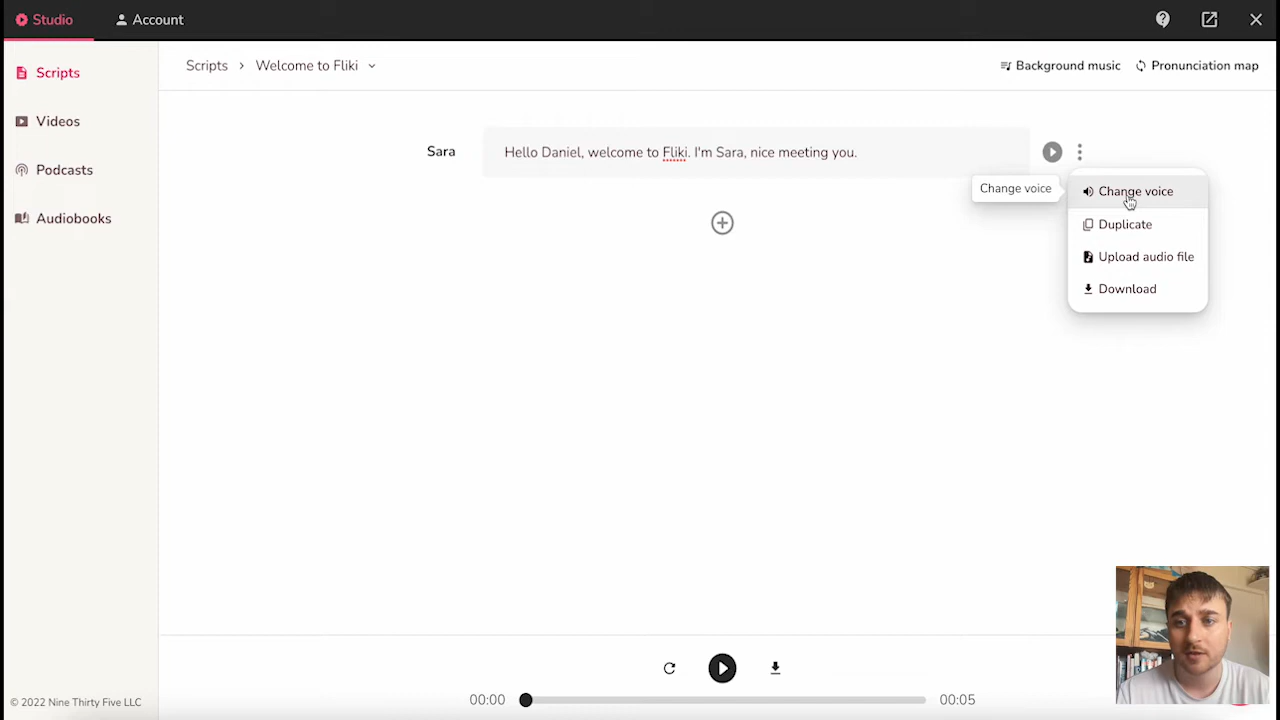 Studio
Account
Scripts
Videos
Podcasts
Audiobooks
Scripts > Welcome to Fliki
Background music
Pronunciation map
Sara
Hello Daniel, welcome to Fliki. I'm Sara, nice meeting you.
Change voice
Change voice
Duplicate
Upload audio file
Download
00:00
00:05
© 2022 Nine Thirty Five LLC